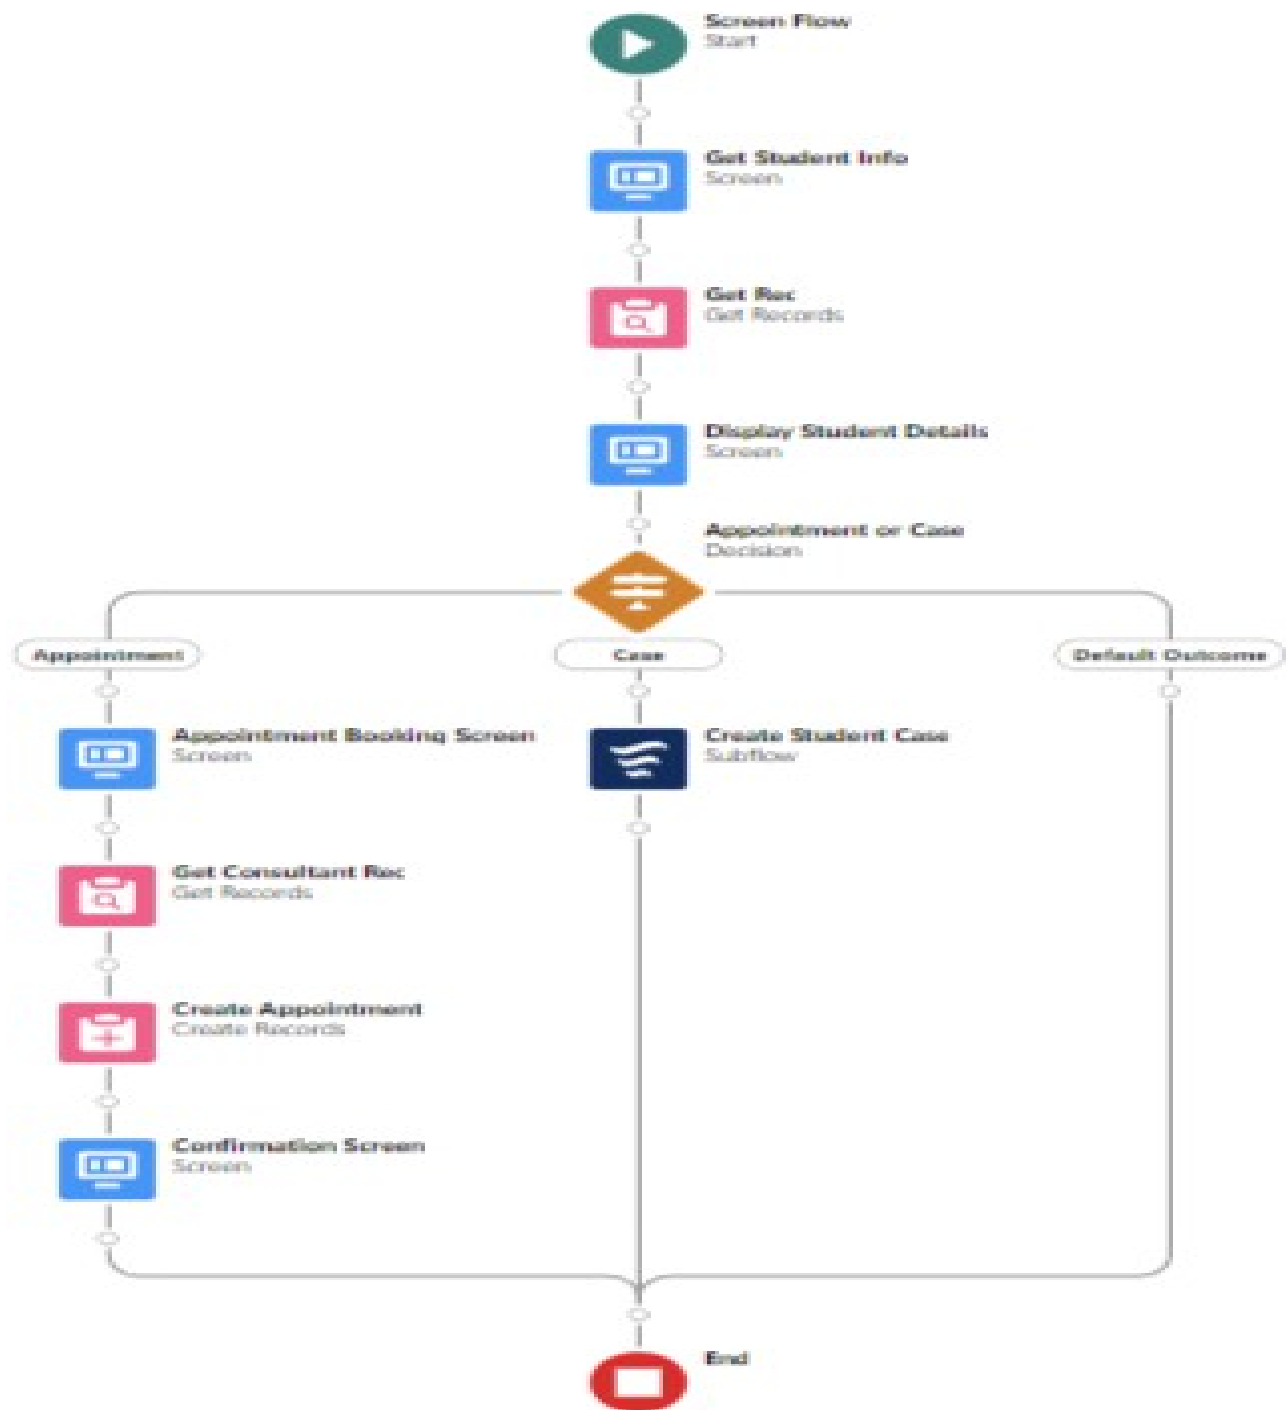 Screen Flow
Start
Get Student Info
Screen
Get Rec
Get Records
Display Student Details
Screen
Appointment or Case
Decision
Appointment
Case
Default Outcome
Appointment Booking Screen
Screen
Create Student Case
Subflow
Get Consultant Rec
Get Records
Create Appointment
Create Records
Confirmation Screen
Screen
End